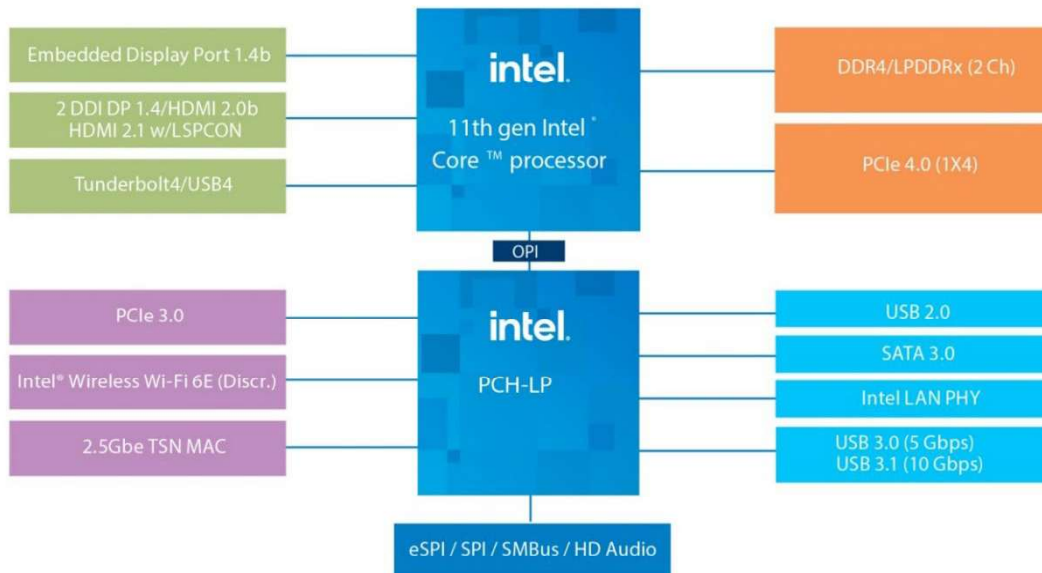 Embedded Display Port 1.4b
2 DDI DP 1.4/HDMI 2.0b
HDMI 2.1 w/LSPCON
Tunderbolt4/USB4
intel.
11th gen Intel®
Core ™ processor
DDR4/LPDDRx (2 Ch)
PCIe 4.0 (1X4)
OPI
PCIe 3.0
Intel® Wireless Wi-Fi 6E (Discr.)
2.5Gbe TSN MAC
intel.
PCH-LP
USB 2.0
SATA 3.0
Intel LAN PHY
USB 3.0 (5 Gbps)
USB 3.1 (10 Gbps)
eSPI / SPI / SMBus / HD Audio